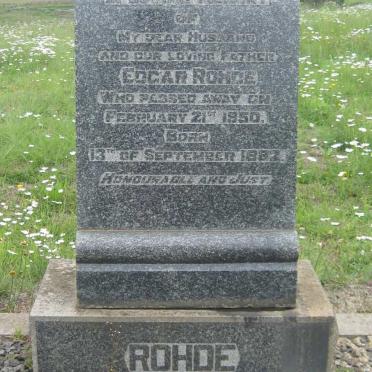 OF
MY DEAR HUSBAND
AND OUR LOVING FATHER
EDGAR ROHDE
WHO PASSED AWAY ON
FEBRUARY 21ST 1950.
BORN
13TH OF SEPTEMBER 1882.
HONOURABLE AND JUST
ROHDE